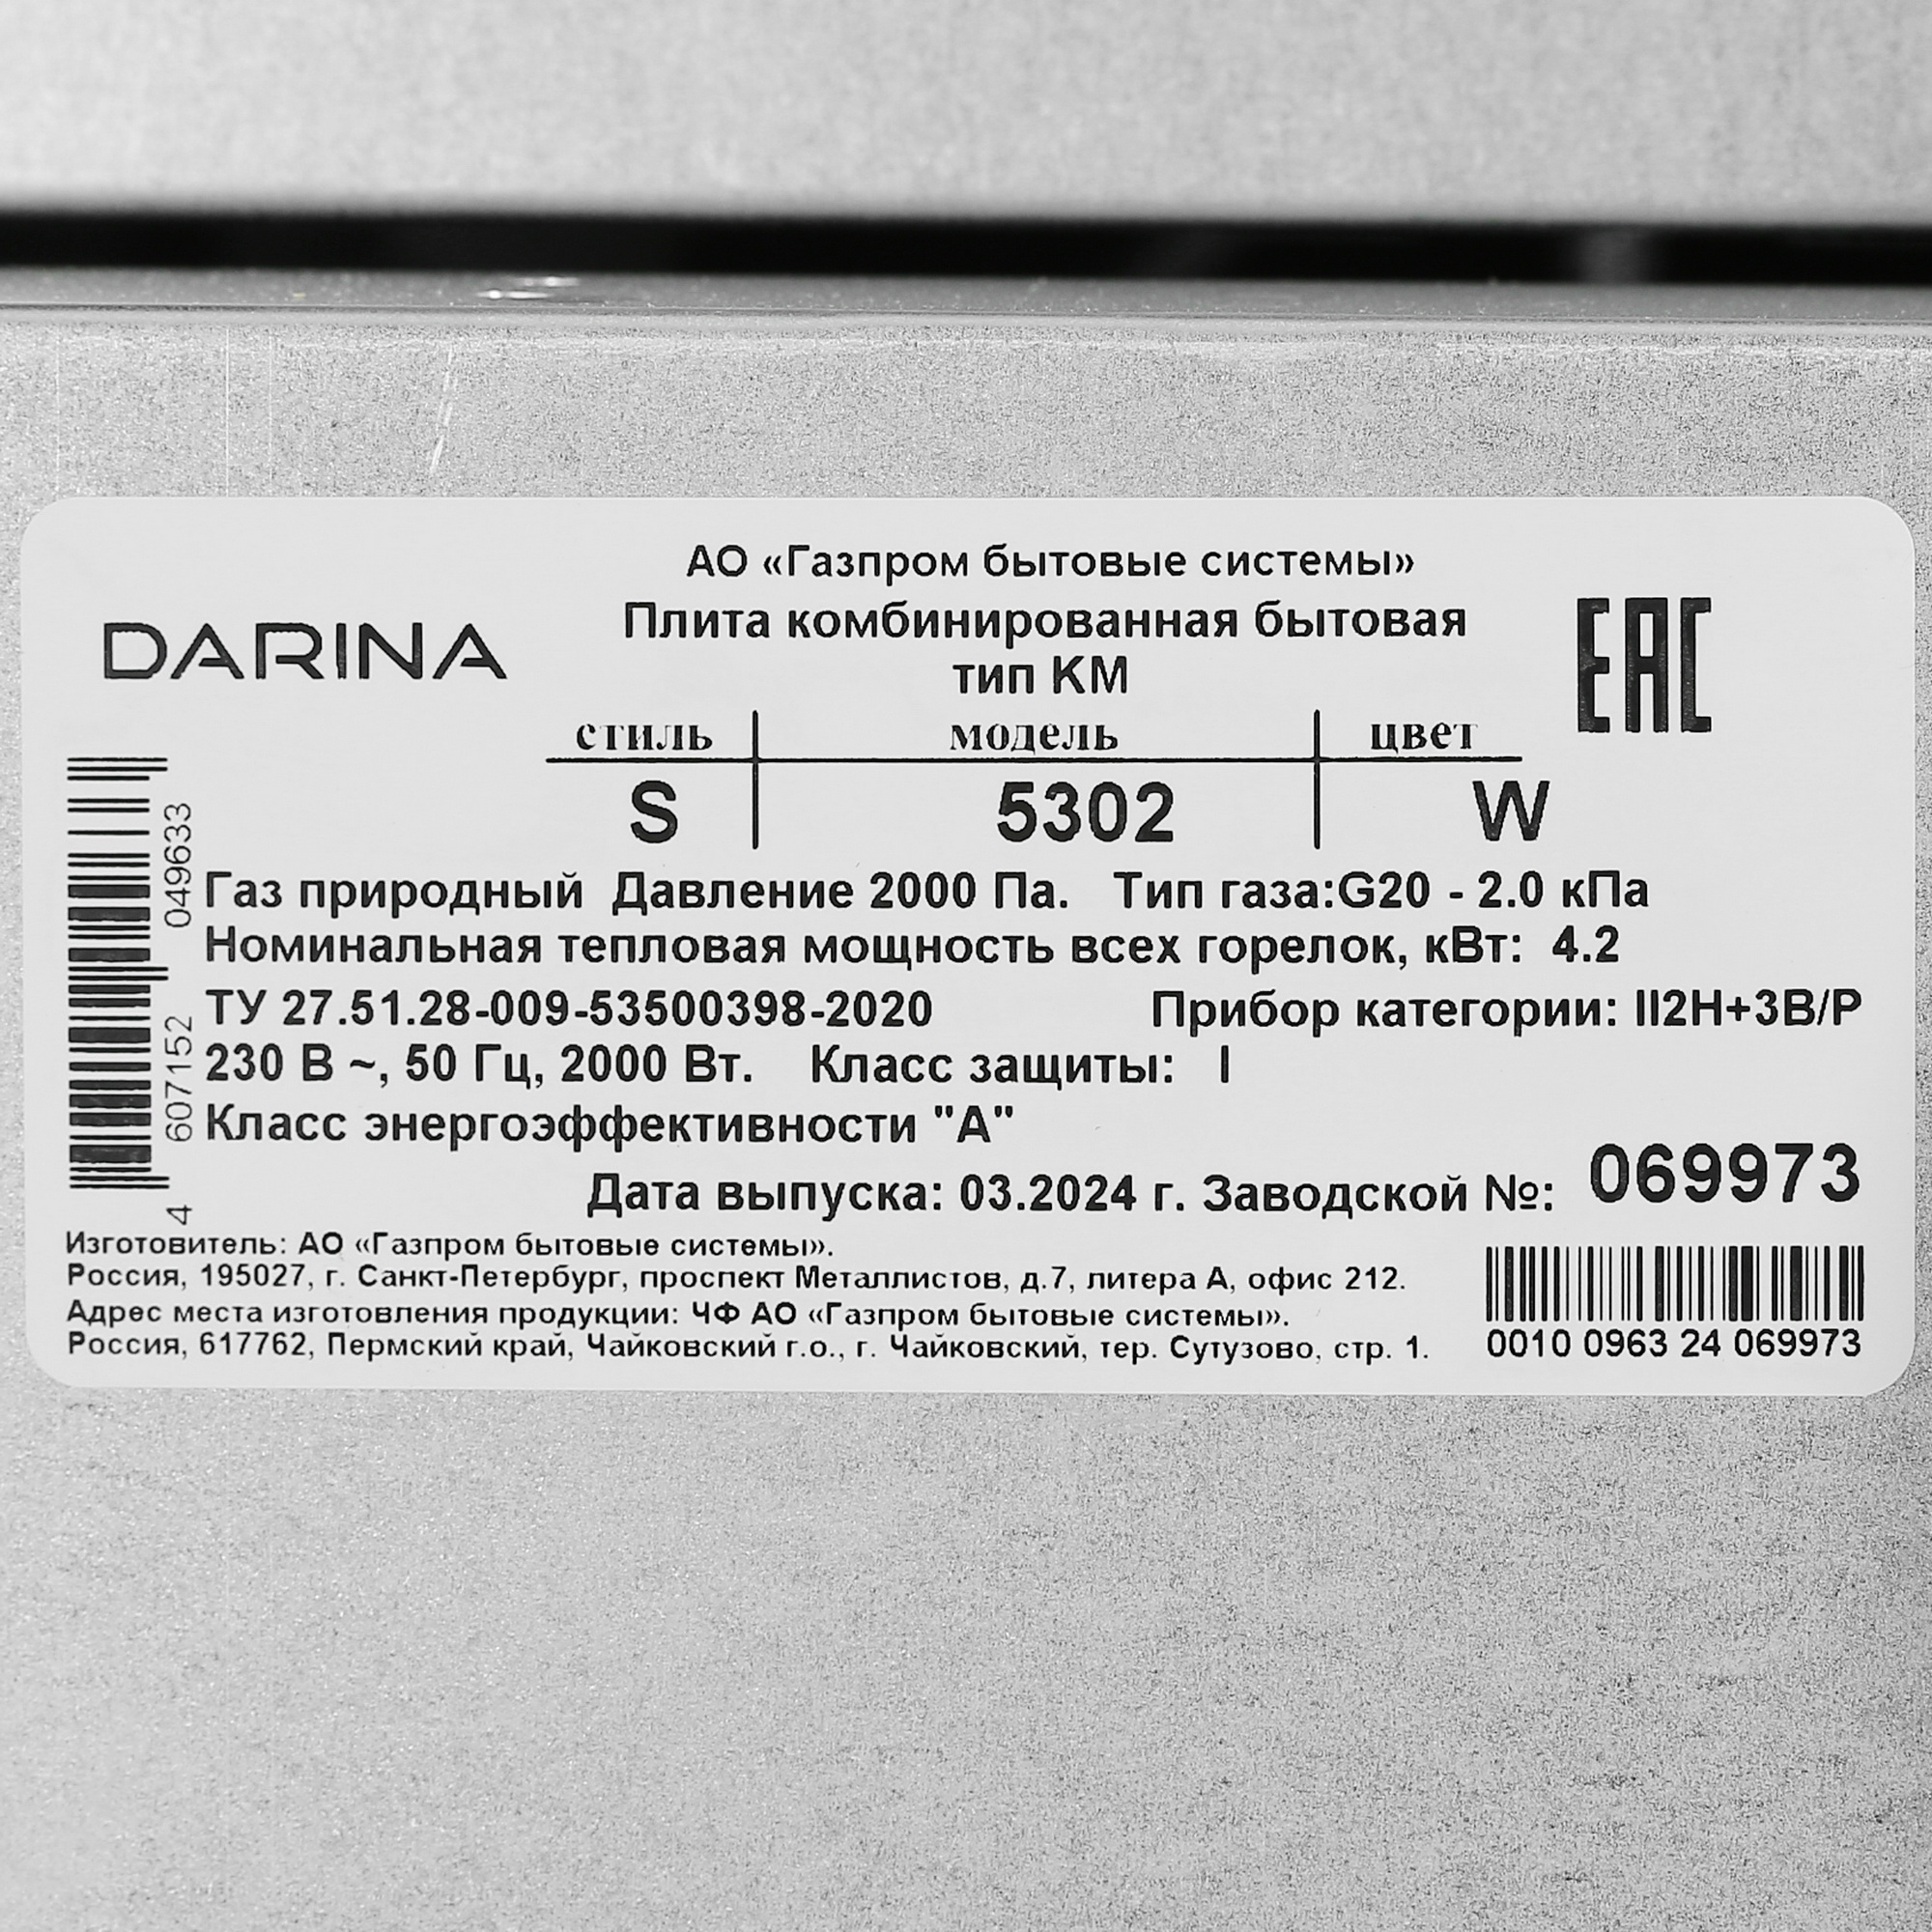 АО «Газпром бытовые системы»
DARINA
Плита комбинированная бытовая
тип КМ
EAC
стиль модель цвет
S 5302 W
Газ природный Давление 2000 Па. Тип газа:G20 - 2.0 кПа
Номинальная тепловая мощность всех горелок, кВт: 4.2
ТУ 27.51.28-009-53500398-2020 Прибор категории: II2H+3B/P
230 В ~, 50 Гц, 2000 Вт. Класс защиты: I
Класс энергоэффективности "А"
Дата выпуска: 03.2024 г. Заводской №: 069973
4 607152 049633
Изготовитель: АО «Газпром бытовые системы».
Россия, 195027, г. Санкт-Петербург, проспект Металлистов, д.7, литера А, офис 212.
Адрес места изготовления продукции: ЧФ АО «Газпром бытовые системы».
Россия, 617762, Пермский край, Чайковский г.о., г. Чайковский, тер. Сутузово, стр. 1.
0010 0963 24 069973